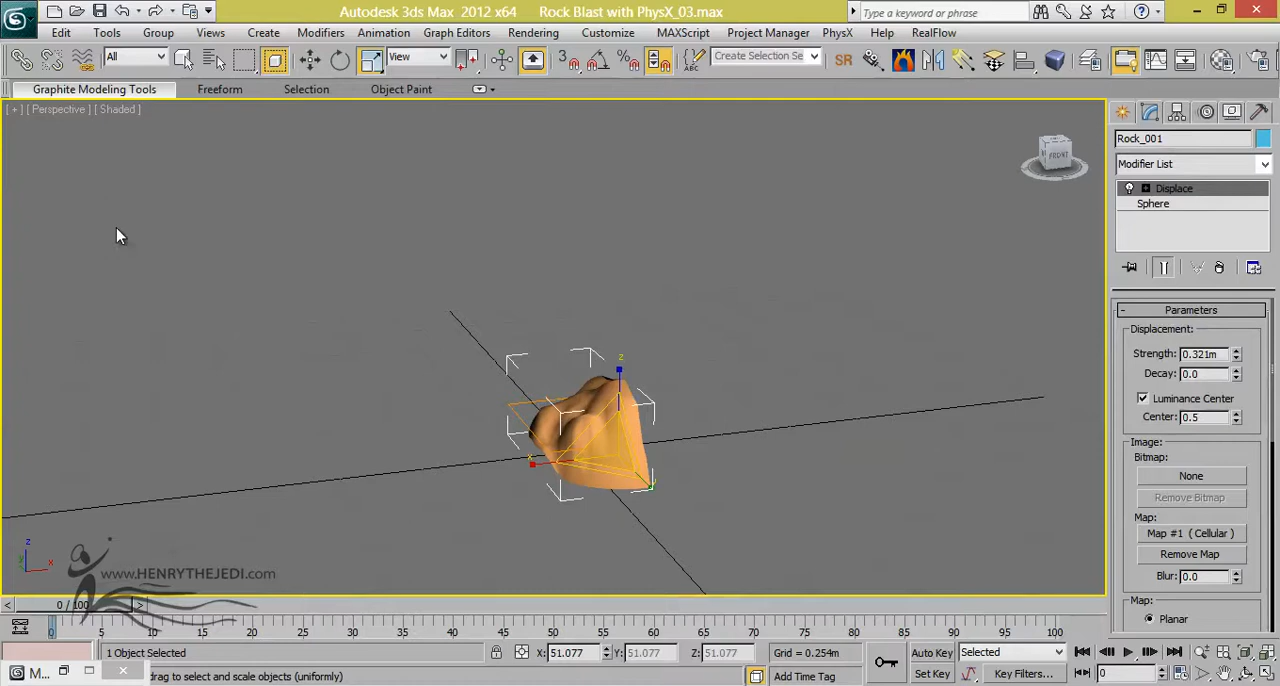 Autodesk 3ds Max 2012 x64 Rock Blast with PhysX_03.max
Type a keyword or phrase
Edit Tools Group Views Create Modifiers Animation Graph Editors Rendering Customize MAXScript Project Manager PhysX Help RealFlow
All View Create Selection Se SR
Graphite Modeling Tools Freeform Selection Object Paint
[ + ] [ Perspective ] [ Shaded ]
FRONT
Rock_001
Modifier List
Displace
Sphere
Parameters
Displacement:
Strength: 0.321m
Decay: 0.0
Luminance Center
Center: 0.5
Image:
Bitmap:
None
Remove Bitmap
Map:
Map #1 ( Cellular )
Remove Map
Blur: 0.0
Map:
Planar
z
x
z
x
www.HENRYTHEJEDI.com
0 / 100
0 5 10 15 20 25 30 35 40 45 50 55 60 65 70 75 80 85 90 95 100
1 Object Selected X: 51.077 Y: 51.077 Z: 51.077 Grid = 0.254m Auto Key Selected
M... drag to select and scale objects (uniformly) Add Time Tag Set Key Key Filters... 0